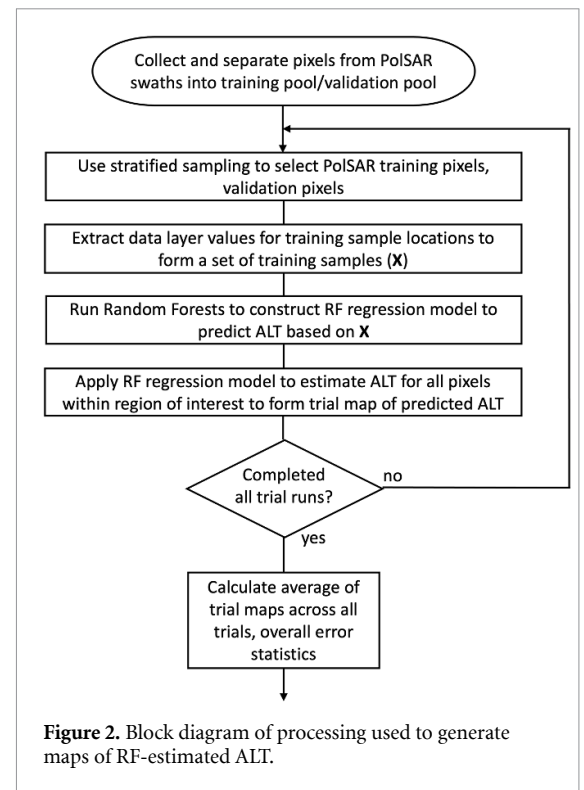 Collect and separate pixels from PolSAR
swaths into training pool/validation pool
Use stratified sampling to select PolSAR training pixels,
validation pixels
Extract data layer values for training sample locations to
form a set of training samples (X)
Run Random Forests to construct RF regression model to
predict ALT based on X
Apply RF regression model to estimate ALT for all pixels
within region of interest to form trial map of predicted ALT
Completed
all trial runs?
no
yes
Calculate average of
trial maps across all
trials, overall error
statistics
Figure 2. Block diagram of processing used to generate
maps of RF-estimated ALT.